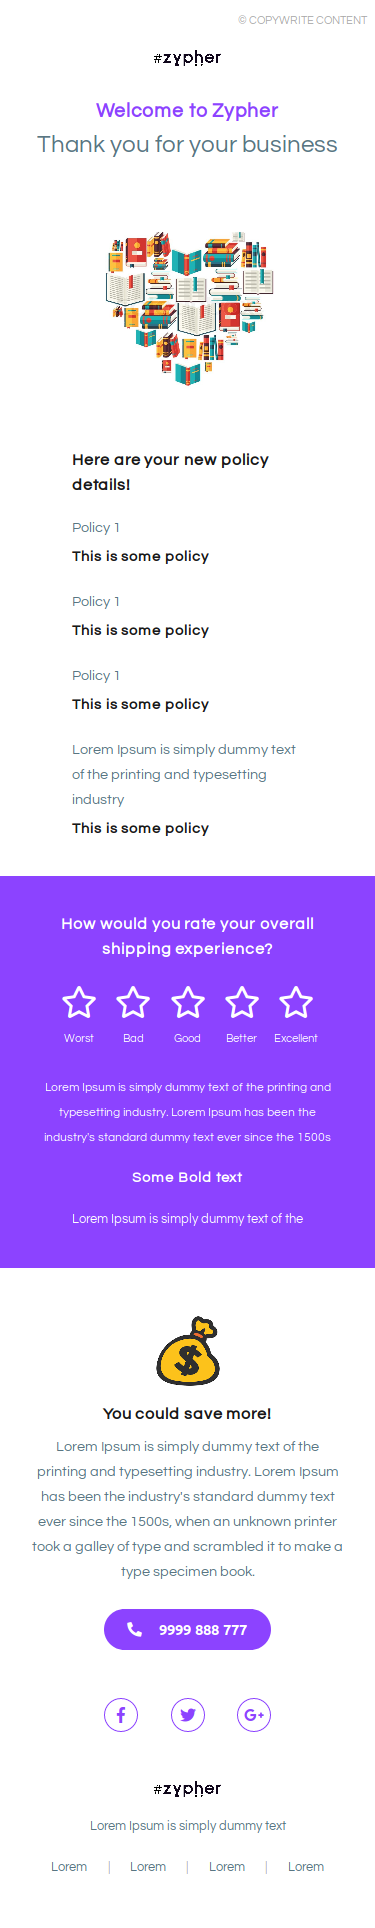 © COPYWRITE CONTENT
#zypher
Welcome to Zypher
Thank you for your business
Here are your new policy
details!
Policy 1
This is some policy
Policy 1
This is some policy
Policy 1
This is some policy
Lorem Ipsum is simply dummy text
of the printing and typesetting
industry
This is some policy
How would you rate your overall
shipping experience?
Worst Bad Good Better Excellent
Lorem Ipsum is simply dummy text of the printing and
typesetting industry. Lorem Ipsum has been the
industry's standard dummy text ever since the 1500s
Some Bold text
Lorem Ipsum is simply dummy text of the
$
You could save more!
Lorem Ipsum is simply dummy text of the
printing and typesetting industry. Lorem Ipsum
has been the industry's standard dummy text
ever since the 1500s, when an unknown printer
took a galley of type and scrambled it to make a
type specimen book.
9999 888 777
f G+
#zypher
Lorem Ipsum is simply dummy text
Lorem | Lorem | Lorem | Lorem